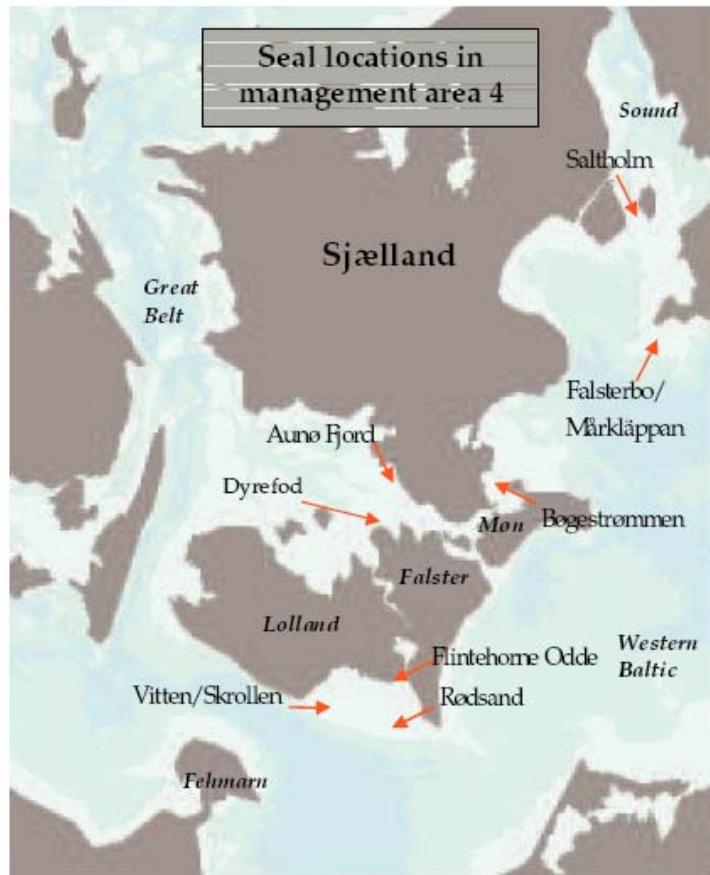 Seal locations in
management area 4
Sound
Saltholm
Sjælland
Great
Belt
Falsterbo/
Mårkläppan
Aunø Fjord
Dyrefod
Møn
Bøgestrømmen
Falster
Lolland
Western
Baltic
Flintehorne Odde
Vitten/Skrollen
Rødsand
Fehmarn